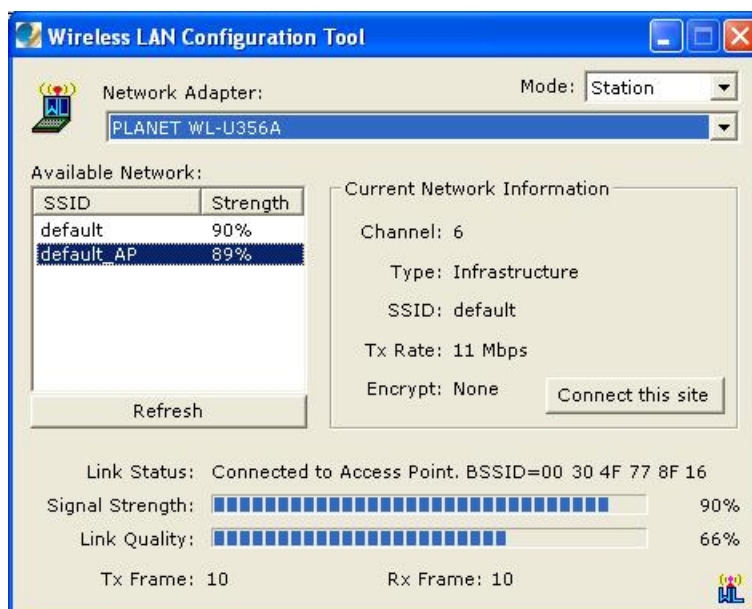 Wireless LAN Configuration Tool
Network Adapter:
Mode: Station
PLANET WL-U356A
Available Network:
SSID Strength
default 90%
default_AP 89%
Refresh
Current Network Information
Channel: 6
Type: Infrastructure
SSID: default
Tx Rate: 11 Mbps
Encrypt: None
Connect this site
Link Status: Connected to Access Point. BSSID=00 30 4F 77 8F 16
Signal Strength: 90%
Link Quality: 66%
Tx Frame: 10 Rx Frame: 10
WL
WL